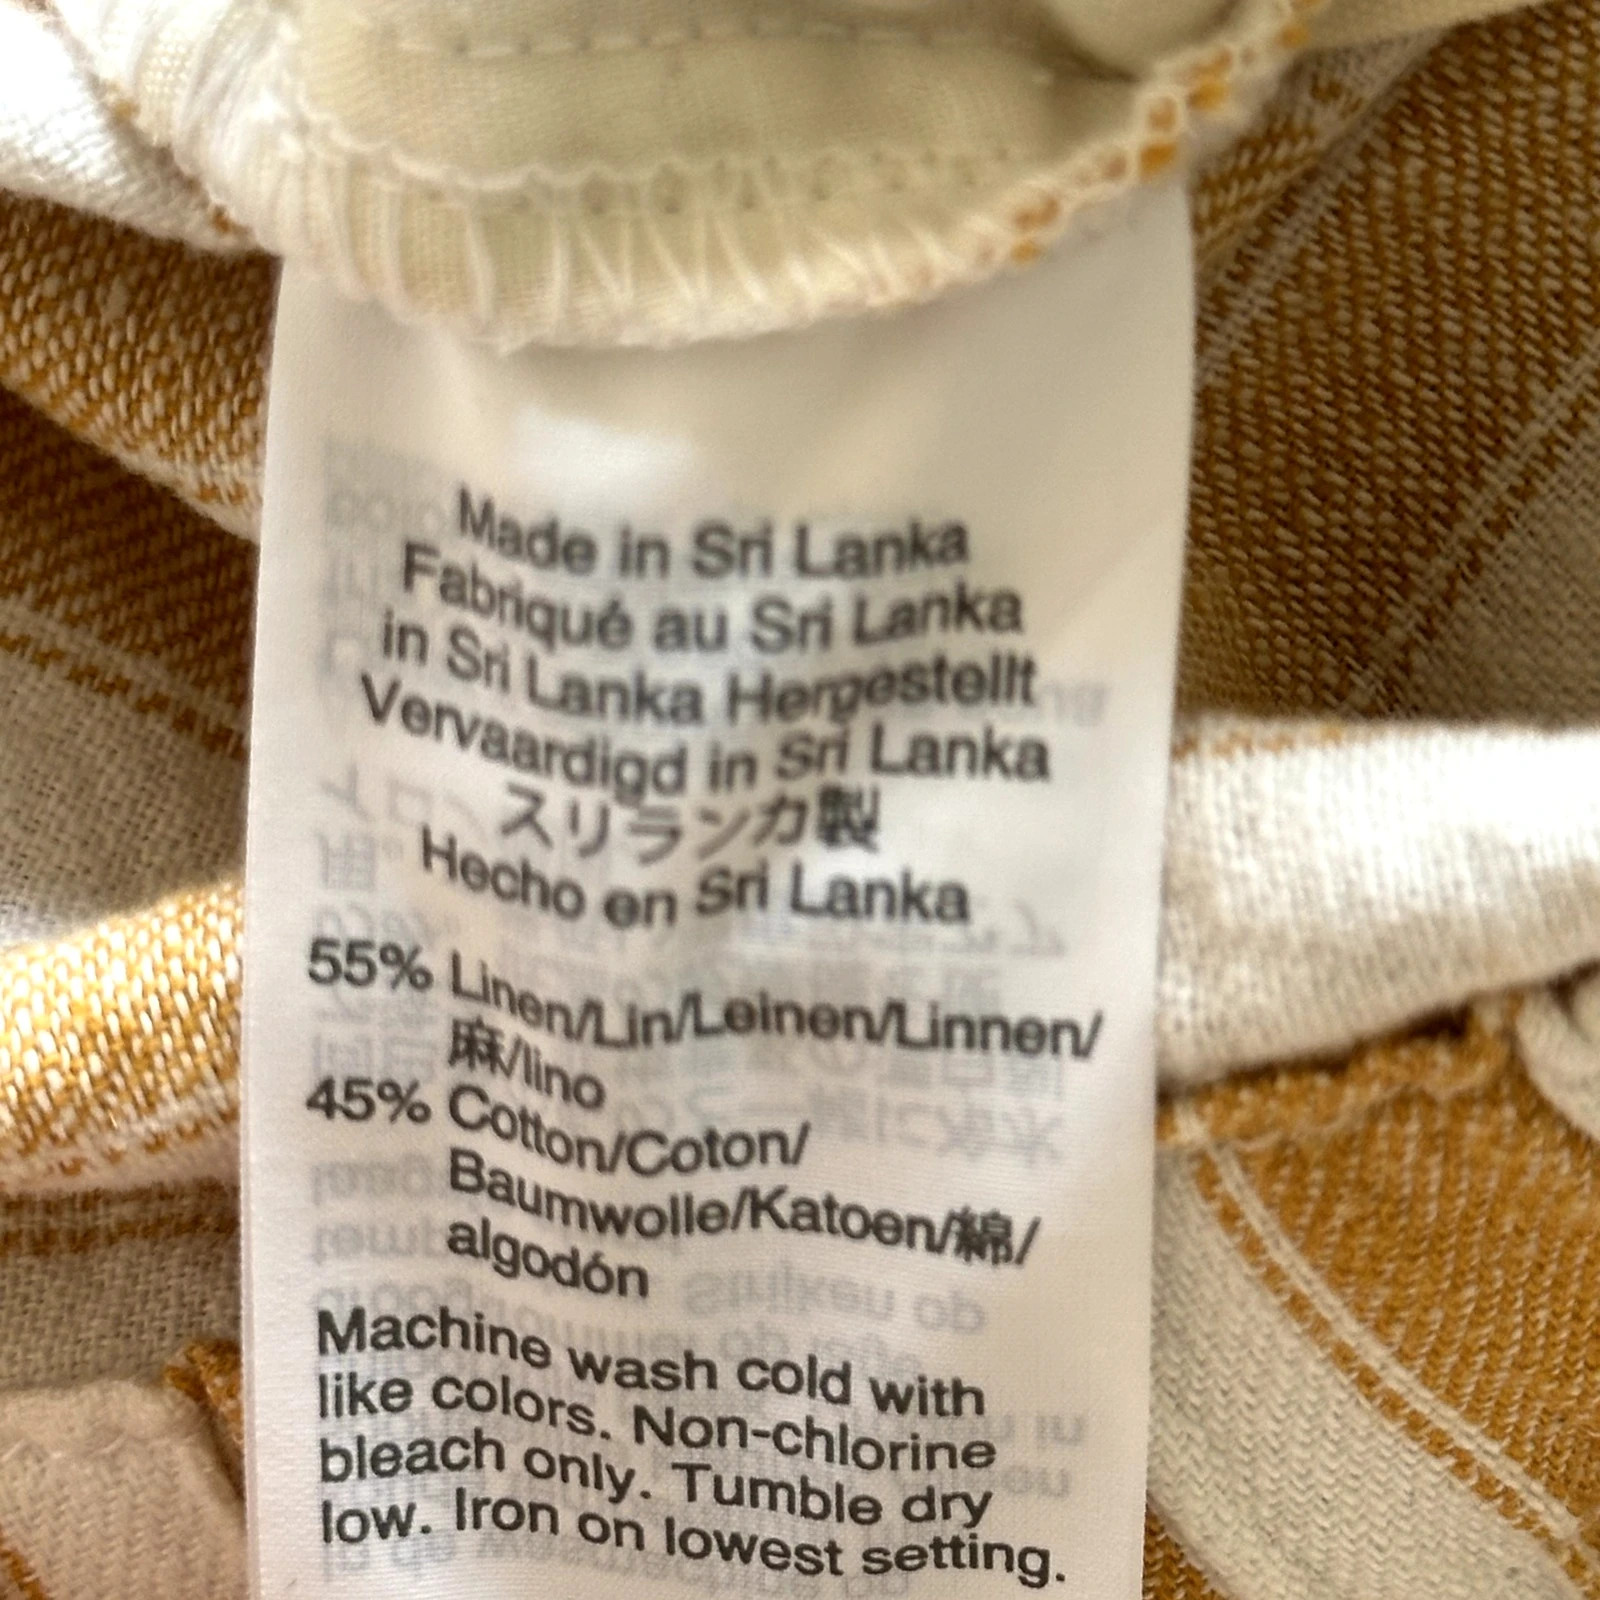 Made in Sri Lanka
Fabriqué au Sri Lanka
in Sri Lanka Hergestellt
Vervaardigd in Sri Lanka
スリランカ製
Hecho en Sri Lanka
55% Linen/Lin/Leinen/Linnen/
麻/lino
45% Cotton/Coton/
Baumwolle/Katoen/綿/
algodón
Machine wash cold with
like colors. Non-chlorine
bleach only. Tumble dry
low. Iron on lowest setting.